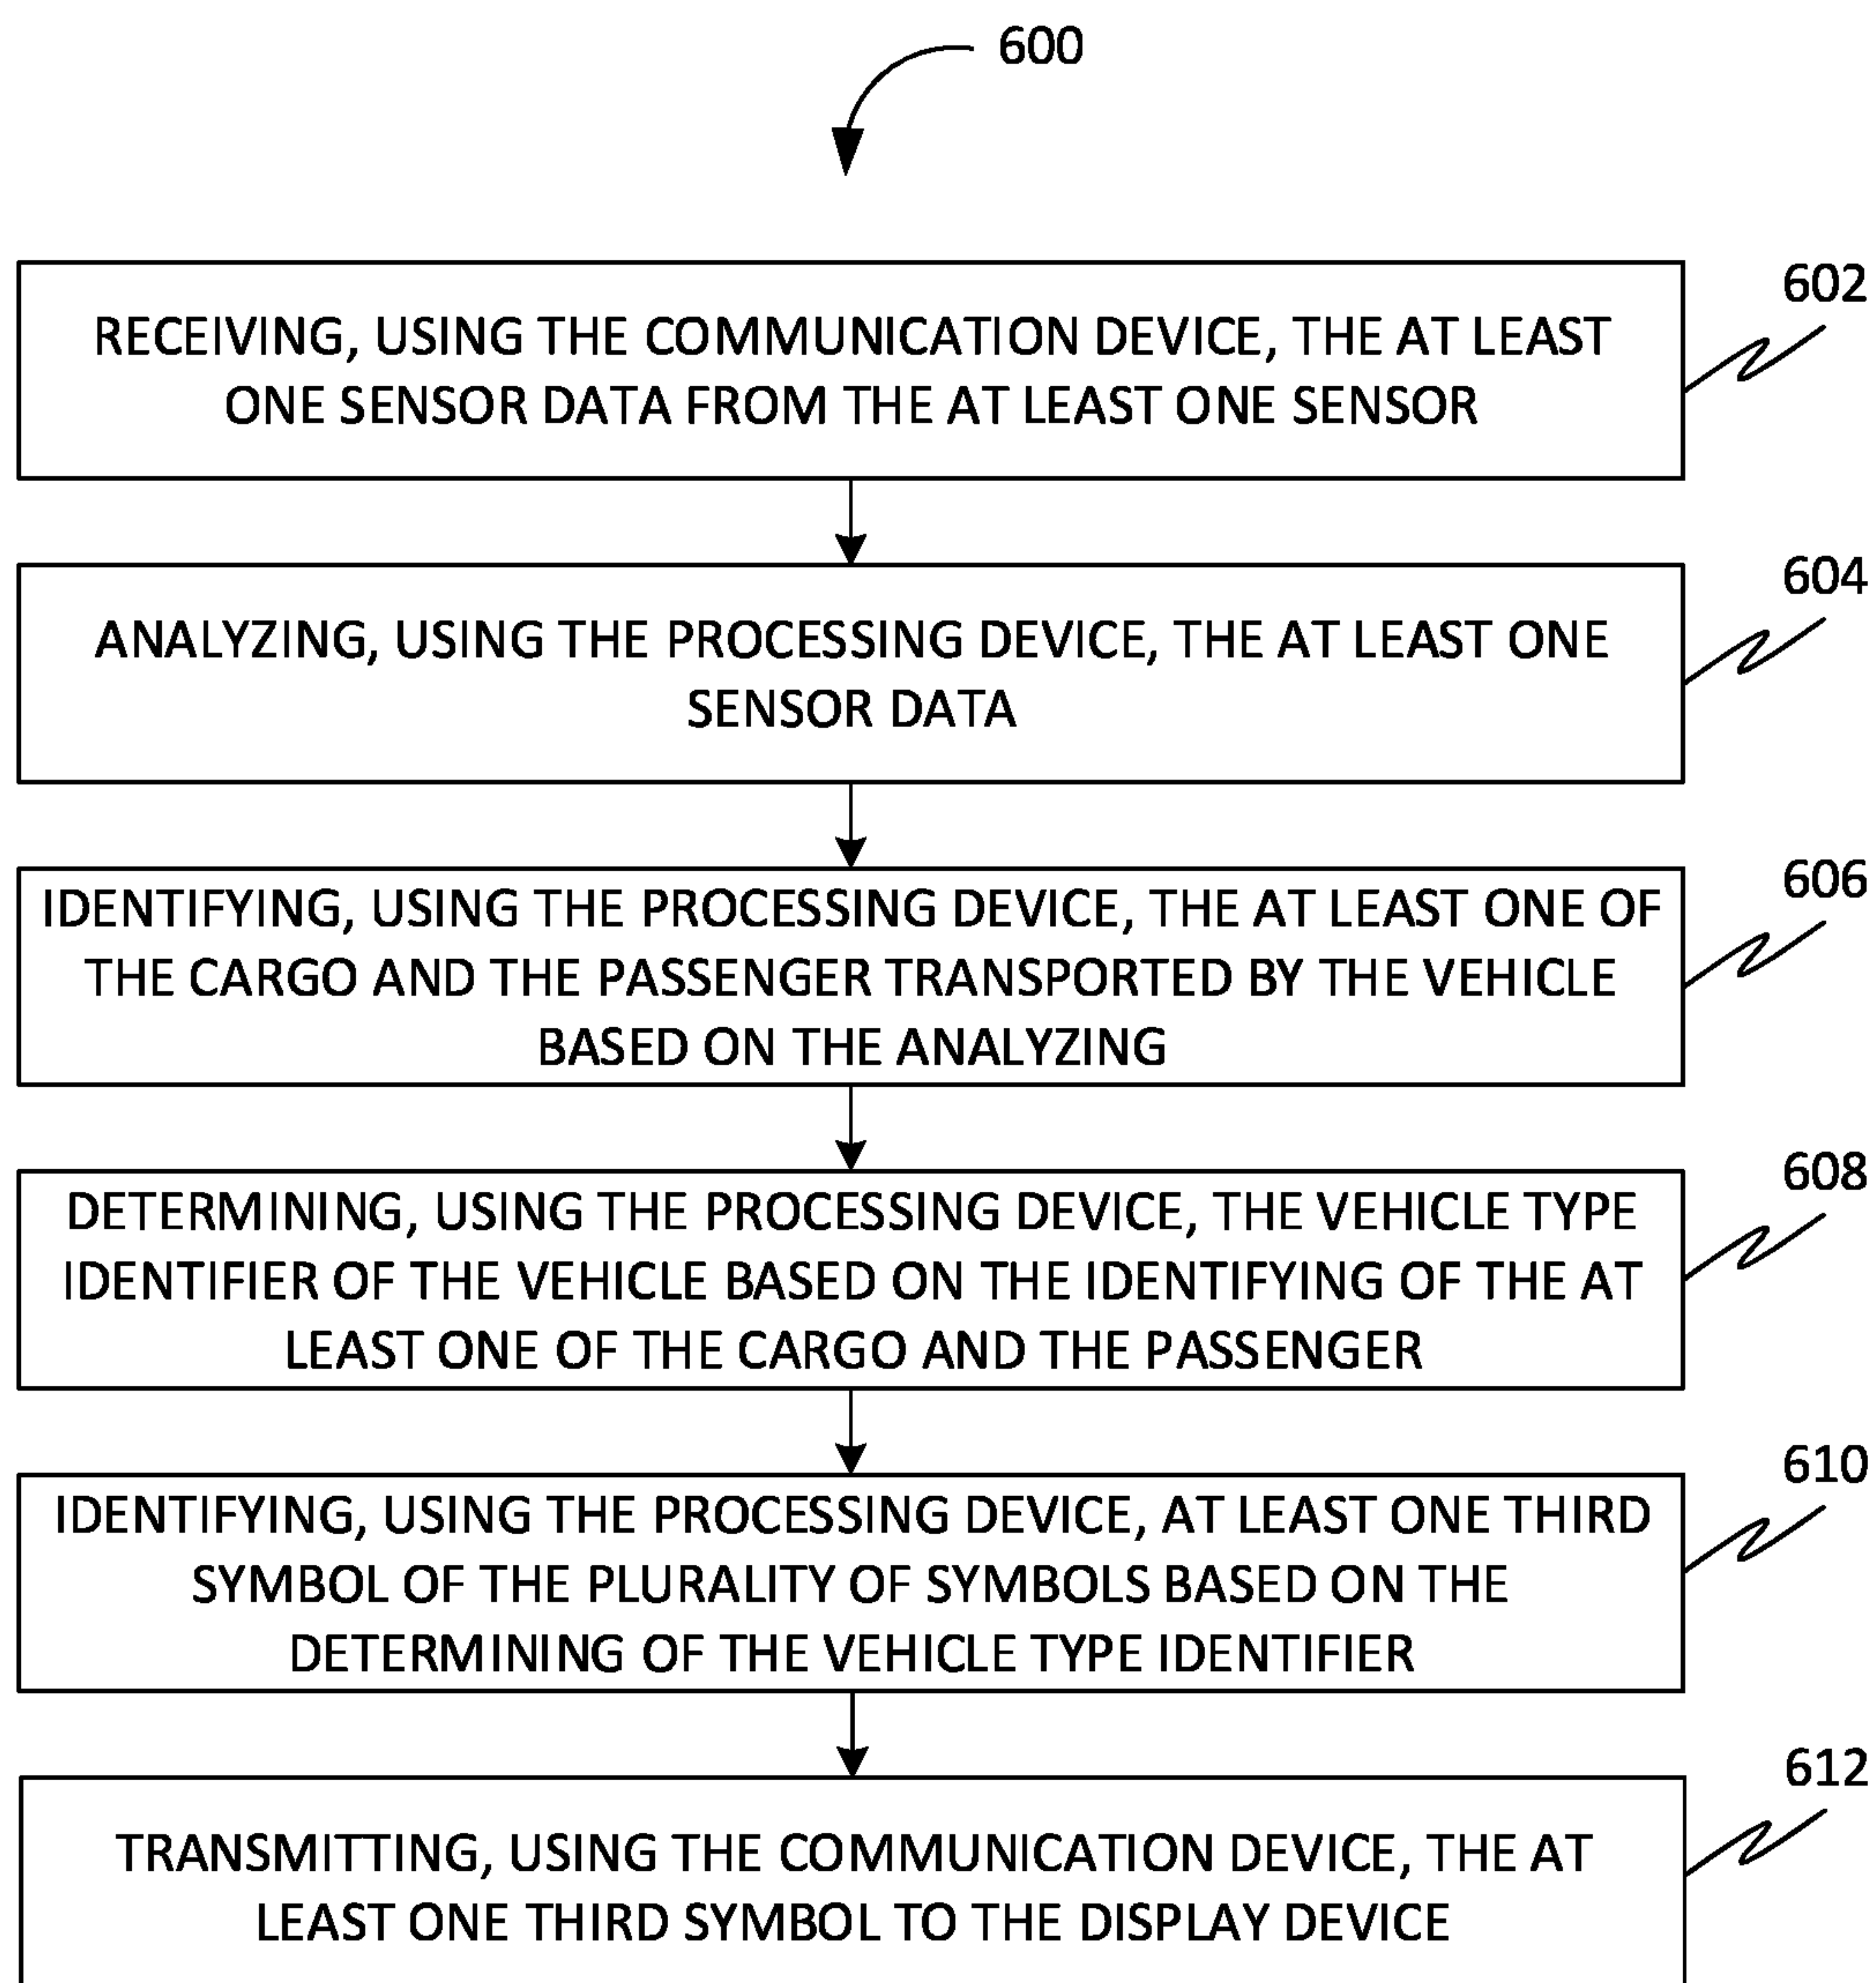 600
602
RECEIVING, USING THE COMMUNICATION DEVICE, THE AT LEAST
ONE SENSOR DATA FROM THE AT LEAST ONE SENSOR
604
ANALYZING, USING THE PROCESSING DEVICE, THE AT LEAST ONE
SENSOR DATA
606
IDENTIFYING, USING THE PROCESSING DEVICE, THE AT LEAST ONE OF
THE CARGO AND THE PASSENGER TRANSPORTED BY THE VEHICLE
BASED ON THE ANALYZING
608
DETERMINING, USING THE PROCESSING DEVICE, THE VEHICLE TYPE
IDENTIFIER OF THE VEHICLE BASED ON THE IDENTIFYING OF THE AT
LEAST ONE OF THE CARGO AND THE PASSENGER
610
IDENTIFYING, USING THE PROCESSING DEVICE, AT LEAST ONE THIRD
SYMBOL OF THE PLURALITY OF SYMBOLS BASED ON THE
DETERMINING OF THE VEHICLE TYPE IDENTIFIER
612
TRANSMITTING, USING THE COMMUNICATION DEVICE, THE AT
LEAST ONE THIRD SYMBOL TO THE DISPLAY DEVICE